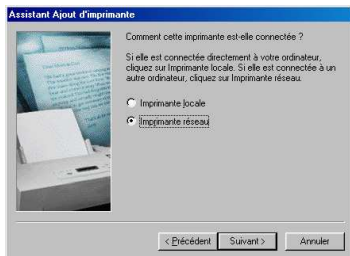 Assistant Ajout d'imprimante
Comment cette imprimante est-elle connectée ?
Si elle est connectée directement à votre ordinateur,
cliquez sur Imprimante locale. Si elle est connectée à un
autre ordinateur, cliquez sur Imprimante réseau.
Imprimante locale
Imprimante réseau
< Précédent
Suivant >
Annuler